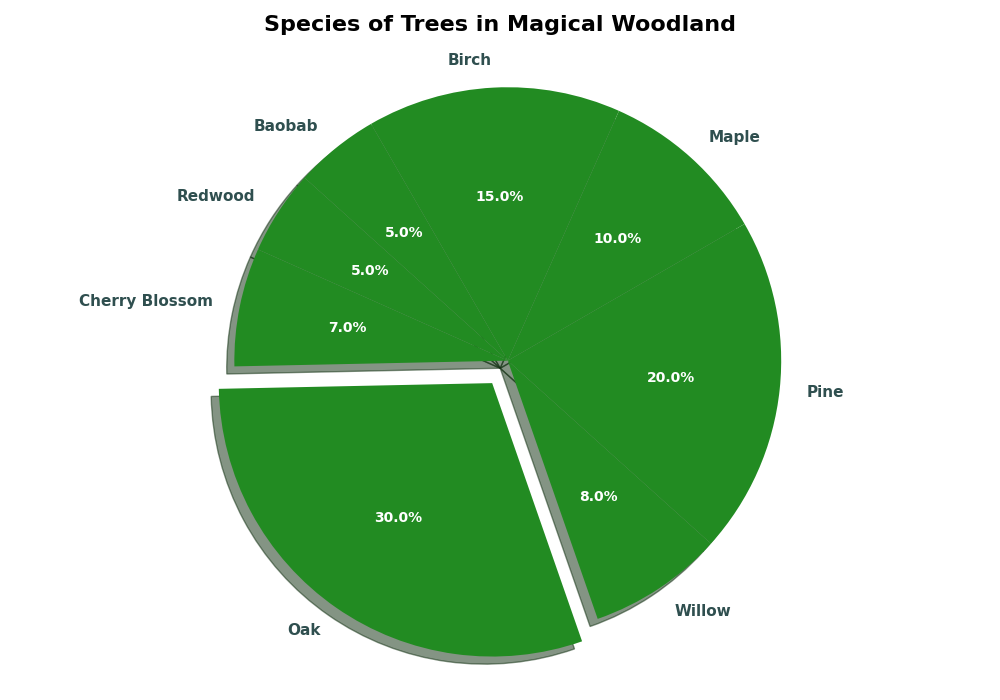 Species of Trees in Magical Woodland
Birch
Baobab
Maple
Redwood
15.0%
5.0%
10.0%
5.0%
Cherry Blossom
7.0%
20.0%
Pine
8.0%
30.0%
Willow
Oak